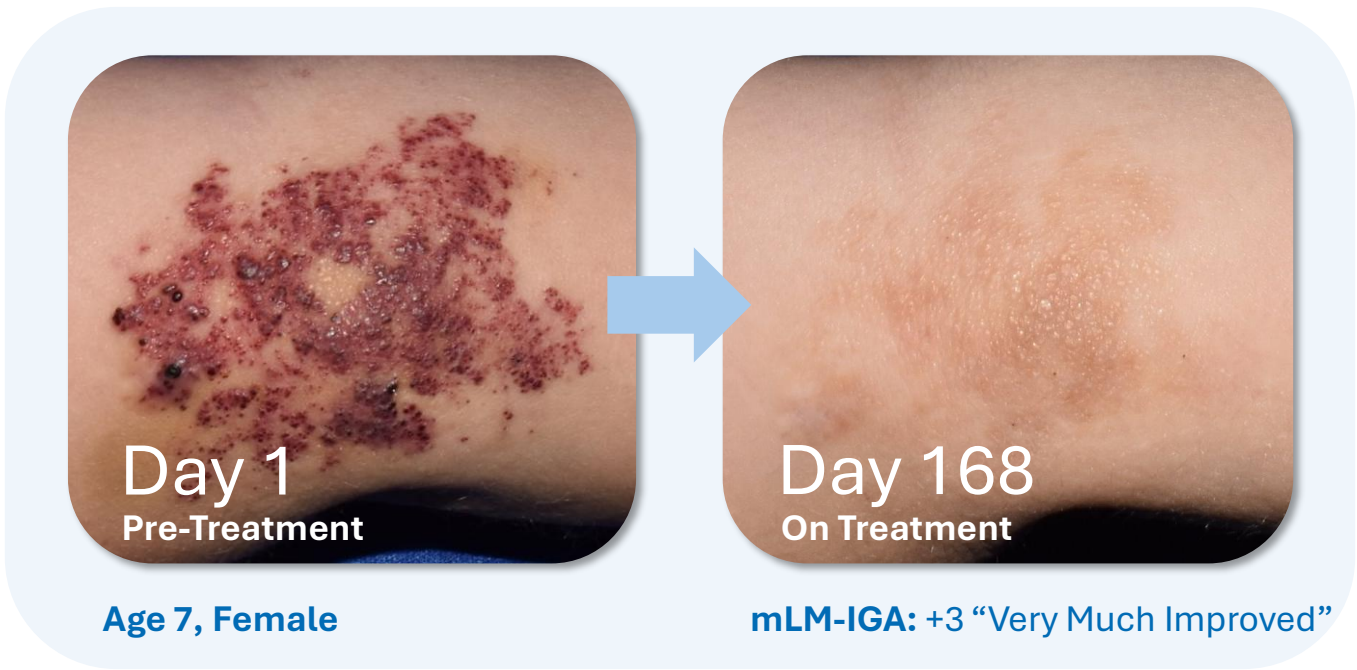 Day 1
Pre-Treatment
Day 168
On Treatment
Age 7, Female
mLM-IGA: +3 “Very Much Improved”